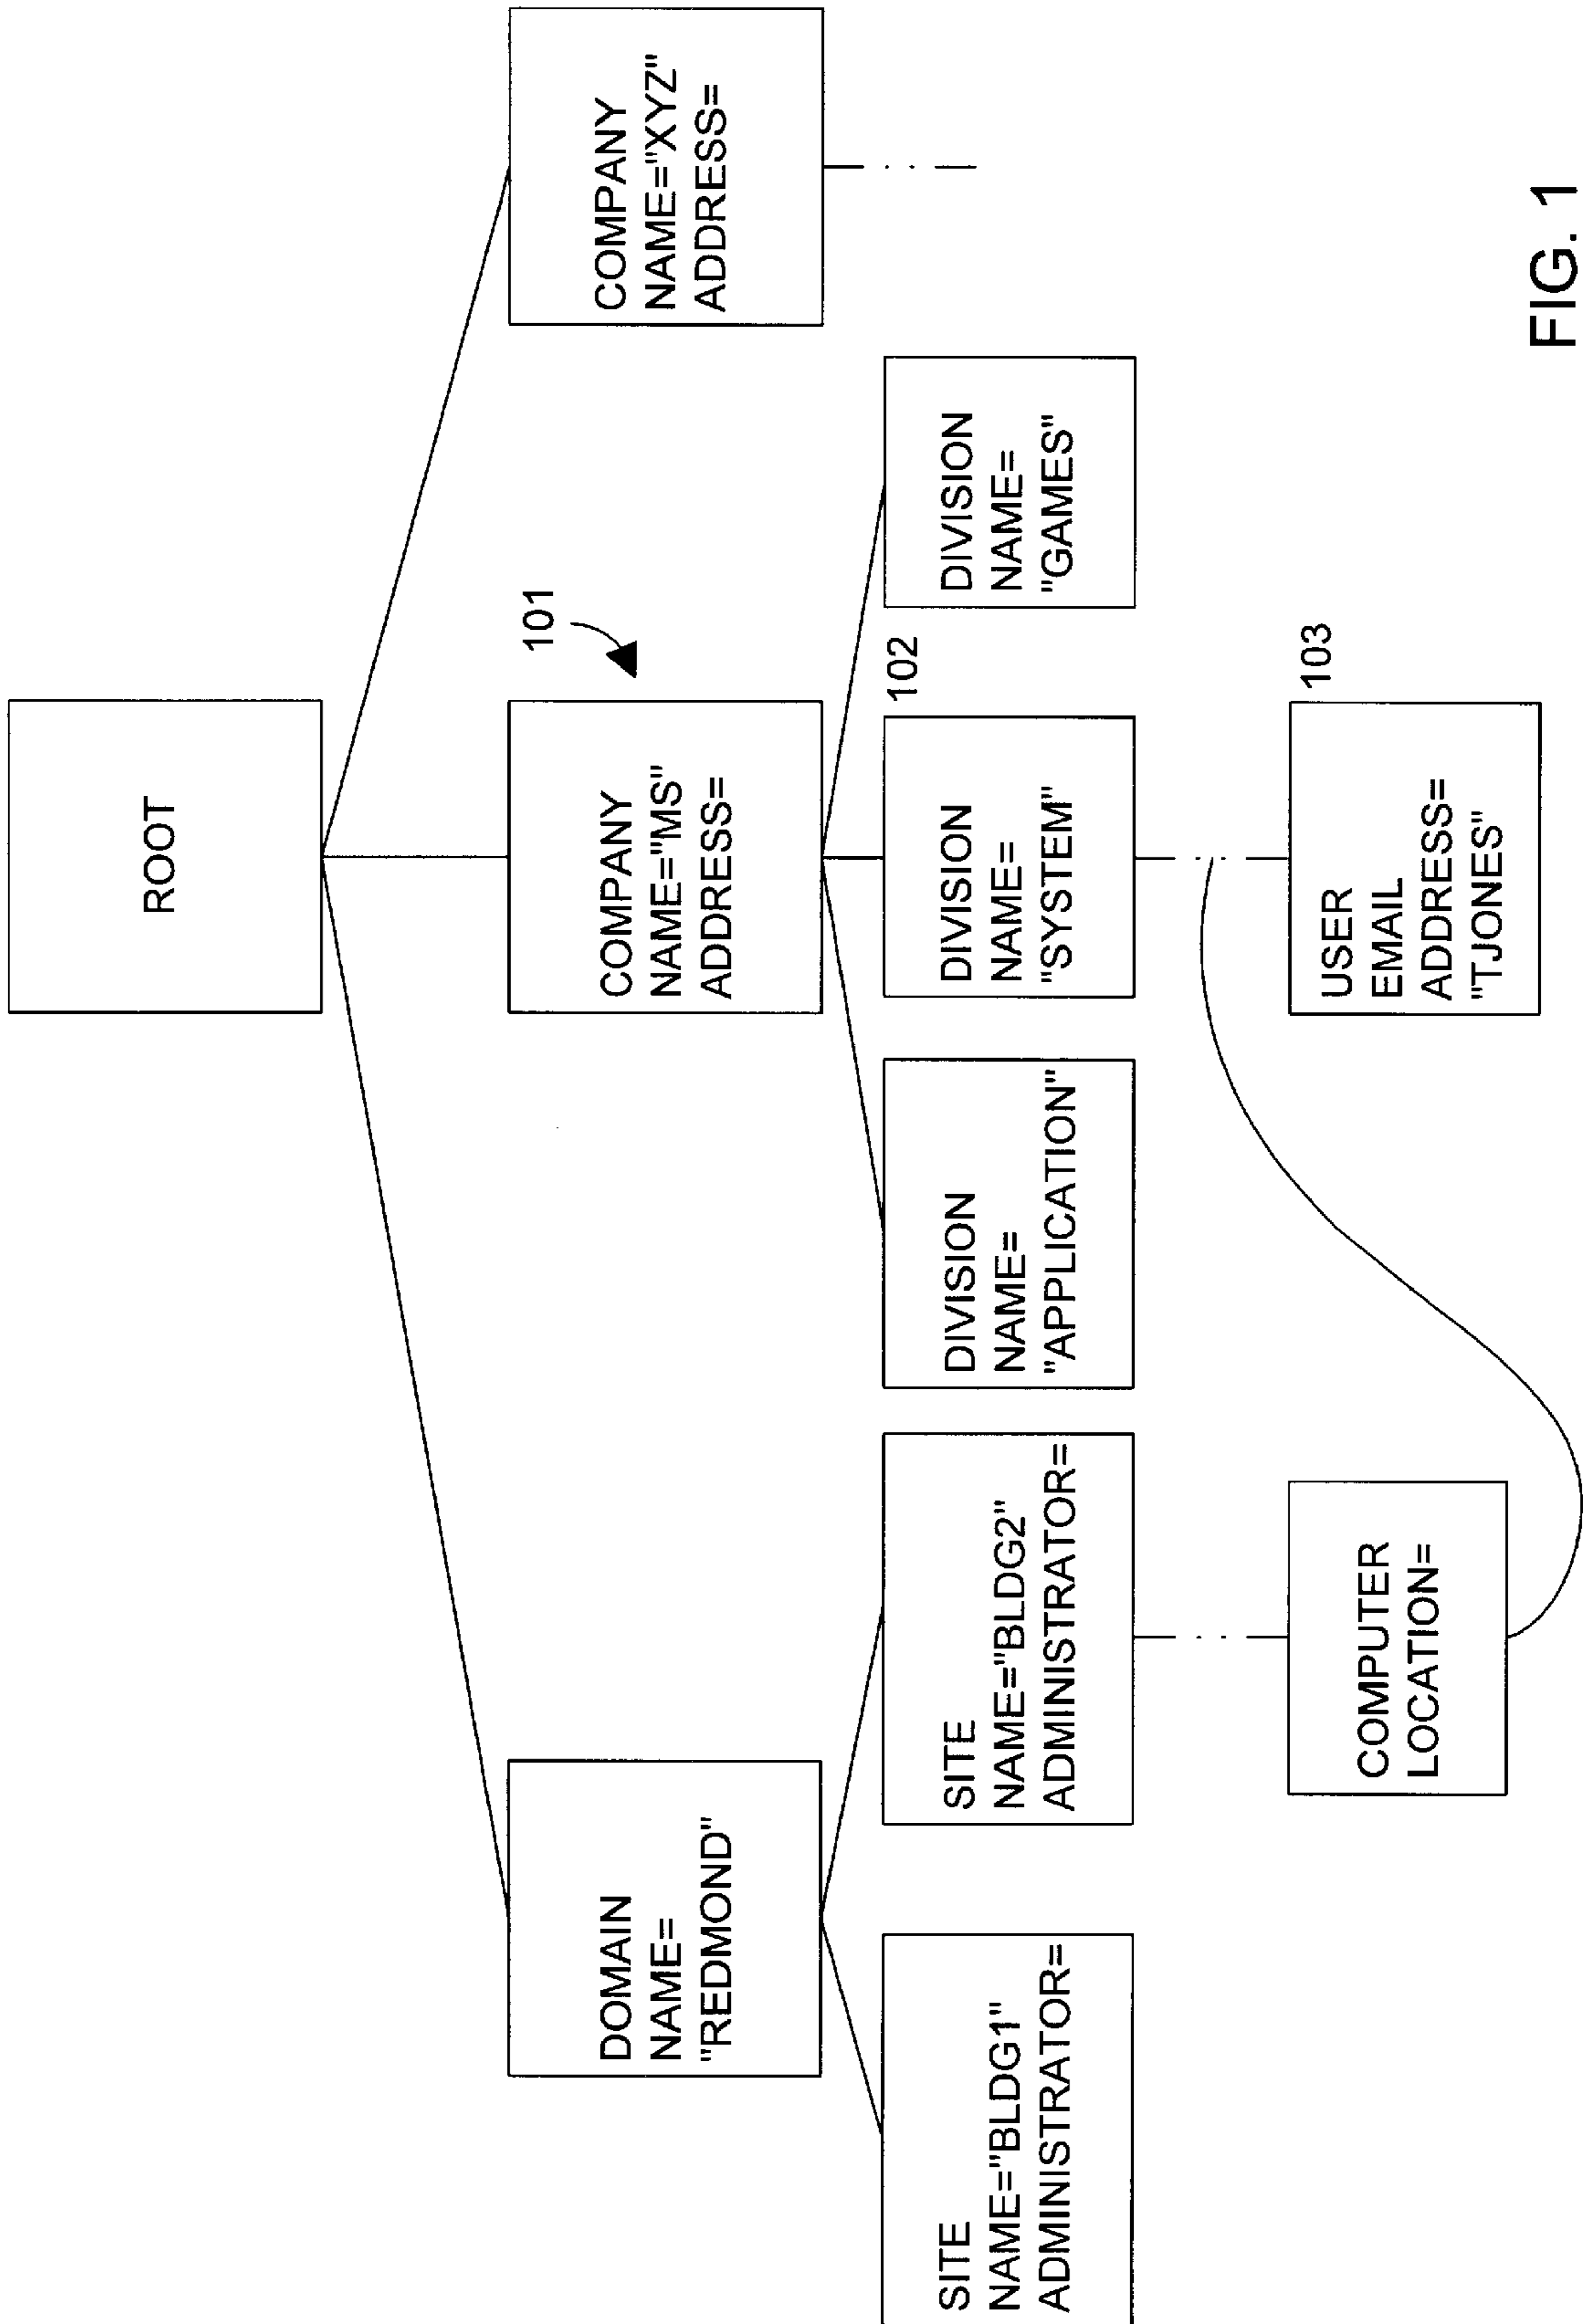 ROOT
DOMAIN
NAME=
"REDMOND"
COMPANY
NAME="MS"
ADDRESS=
101
COMPANY
NAME="XYZ"
ADDRESS=
SITE
NAME="BLDG1"
ADMINISTRATOR=
SITE
NAME="BLDG2"
ADMINISTRATOR=
DIVISION
NAME=
"APPLICATION"
DIVISION
NAME=
"SYSTEM"
102
DIVISION
NAME=
"GAMES"
COMPUTER
LOCATION=
USER
EMAIL
ADDRESS=
"TJONES"
103
FIG. 1